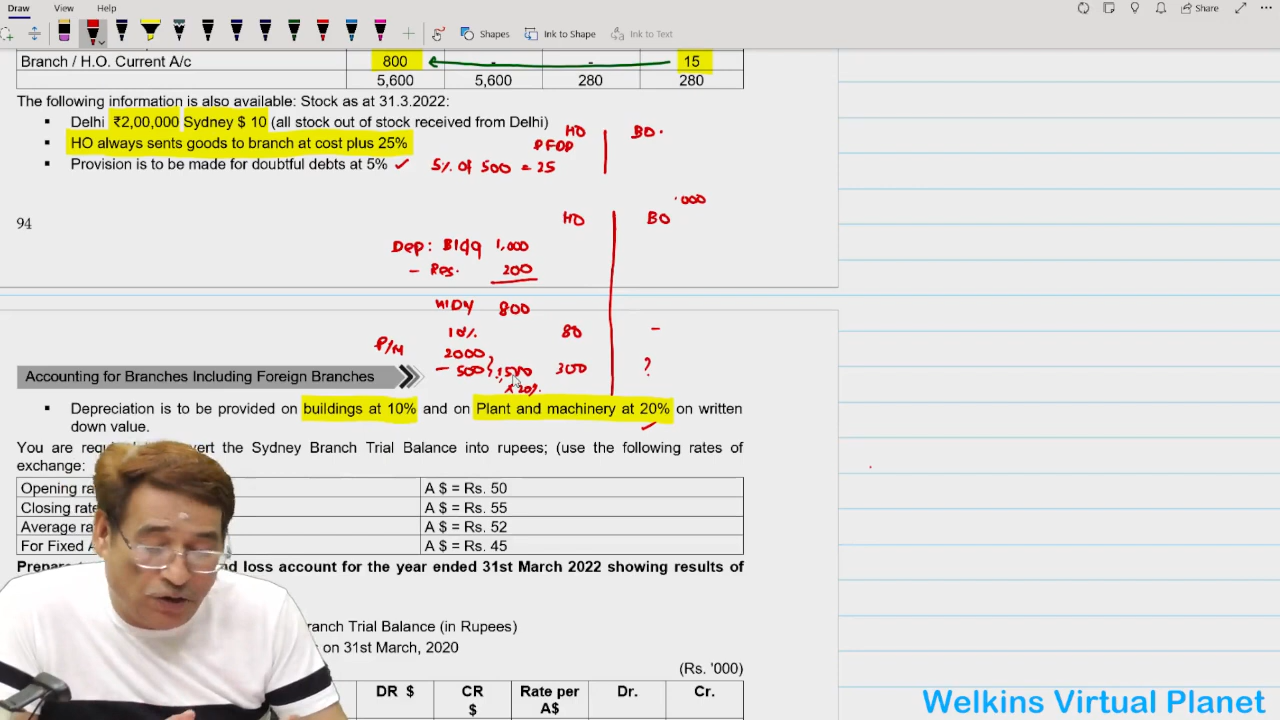 Draw View Help
Shapes Ink to Shape Ink to Text Share
Branch / H.O. Current A/c 800 - - 15
5,600 5,600 280 280
The following information is also available: Stock as at 31.3.2022:
▪ Delhi ₹2,00,000 Sydney $ 10 (all stock out of stock received from Delhi)
▪ HO always sents goods to branch at cost plus 25%
▪ Provision is to be made for doubtful debts at 5%
HO BO.
PFDD
5% of 500 = 25
94
'000
HO BO
Dep: Bldg 1,000
- Res. 200
WDV 800
10% 80 -
P/M 2000
- 500 1,500 300 ?
x 20%
Accounting for Branches Including Foreign Branches
▪ Depreciation is to be provided on buildings at 10% and on Plant and machinery at 20% on written
down value.
You are vert the Sydney Branch Trial Balance into rupees; (use the following rates of
exchange:
Opening ra A $ = Rs. 50
Closing rate A $ = Rs. 55
Average ra A $ = Rs. 52
For Fixed A A $ = Rs. 45
Prepare nd loss account for the year ended 31st March 2022 showing results of
ranch Trial Balance (in Rupees)
s on 31st March, 2020
(Rs. '000)
DR $ CR $ Rate per A$ Dr. Cr.
Welkins Virtual Planet